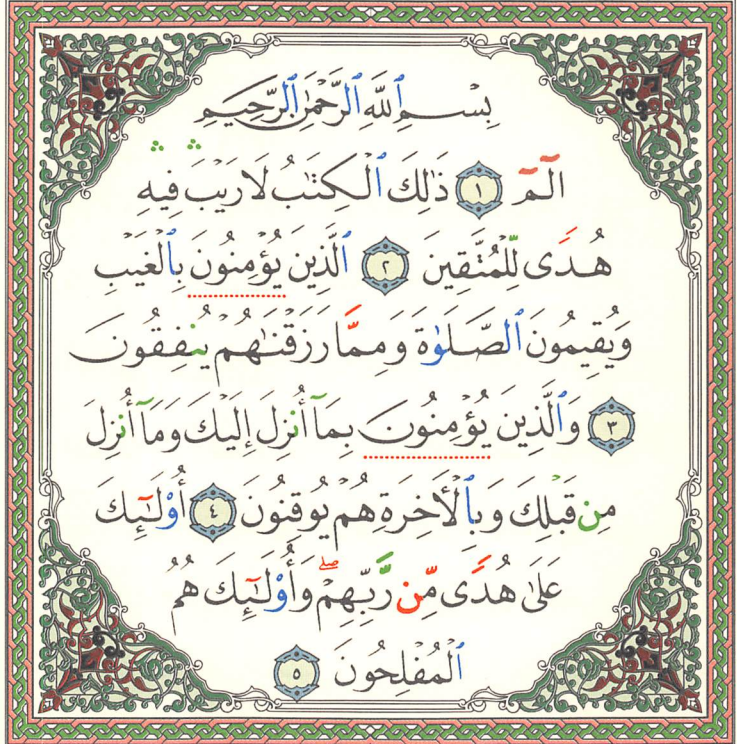 بِسْمِ ٱللَّهِ ٱلرَّحْمَٰنِ ٱلرَّحِيمِ
الٓمٓ ١ ذَٰلِكَ ٱلْكِتَٰبُ لَا رَيْبَ فِيهِ
هُدًى لِّلْمُتَّقِينَ ٢ ٱلَّذِينَ يُؤْمِنُونَ بِٱلْغَيْبِ
وَيُقِيمُونَ ٱلصَّلَوٰةَ وَمِمَّا رَزَقْنَٰهُمْ يُنفِقُونَ
٣ وَٱلَّذِينَ يُؤْمِنُونَ بِمَآ أُنزِلَ إِلَيْكَ وَمَآ أُنزِلَ
مِن قَبْلِكَ وَبِٱلْأَخِرَةِ هُمْ يُوقِنُونَ ٤ أُوْلَٰٓئِكَ
عَلَىٰ هُدًى مِّن رَّبِّهِمْ ۖ وَأُوْلَٰٓئِكَ هُمُ
ٱلْمُفْلِحُونَ ٥